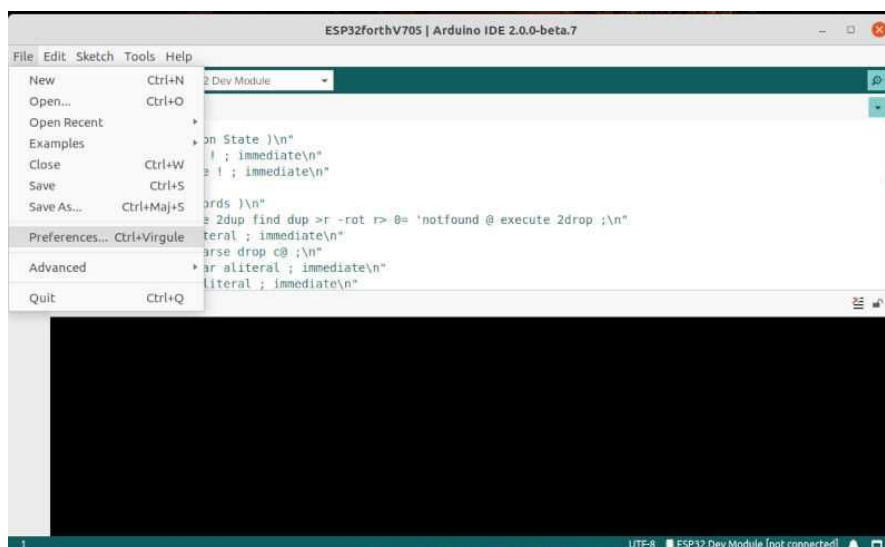 ESP32forthV705 | Arduino IDE 2.0.0-beta.7
File Edit Sketch Tools Help
New Ctrl+N
2 Dev Module
Open... Ctrl+O
Open Recent
Examples
on State )\n"
! ; immediate\n"
Close Ctrl+W
e ! ; immediate\n"
Save Ctrl+S
Save As... Ctrl+Maj+S
ords )\n"
e 2dup find dup >r -rot r> 0= 'notfound @ execute 2drop ;\n"
Preferences... Ctrl+Virgule
teral ; immediate\n"
arse drop c@ ;\n"
Advanced
ar aliteral ; immediate\n"
literal ; immediate\n"
Quit Ctrl+Q
1
UTF-8 ESP32 Dev Module [not connected]